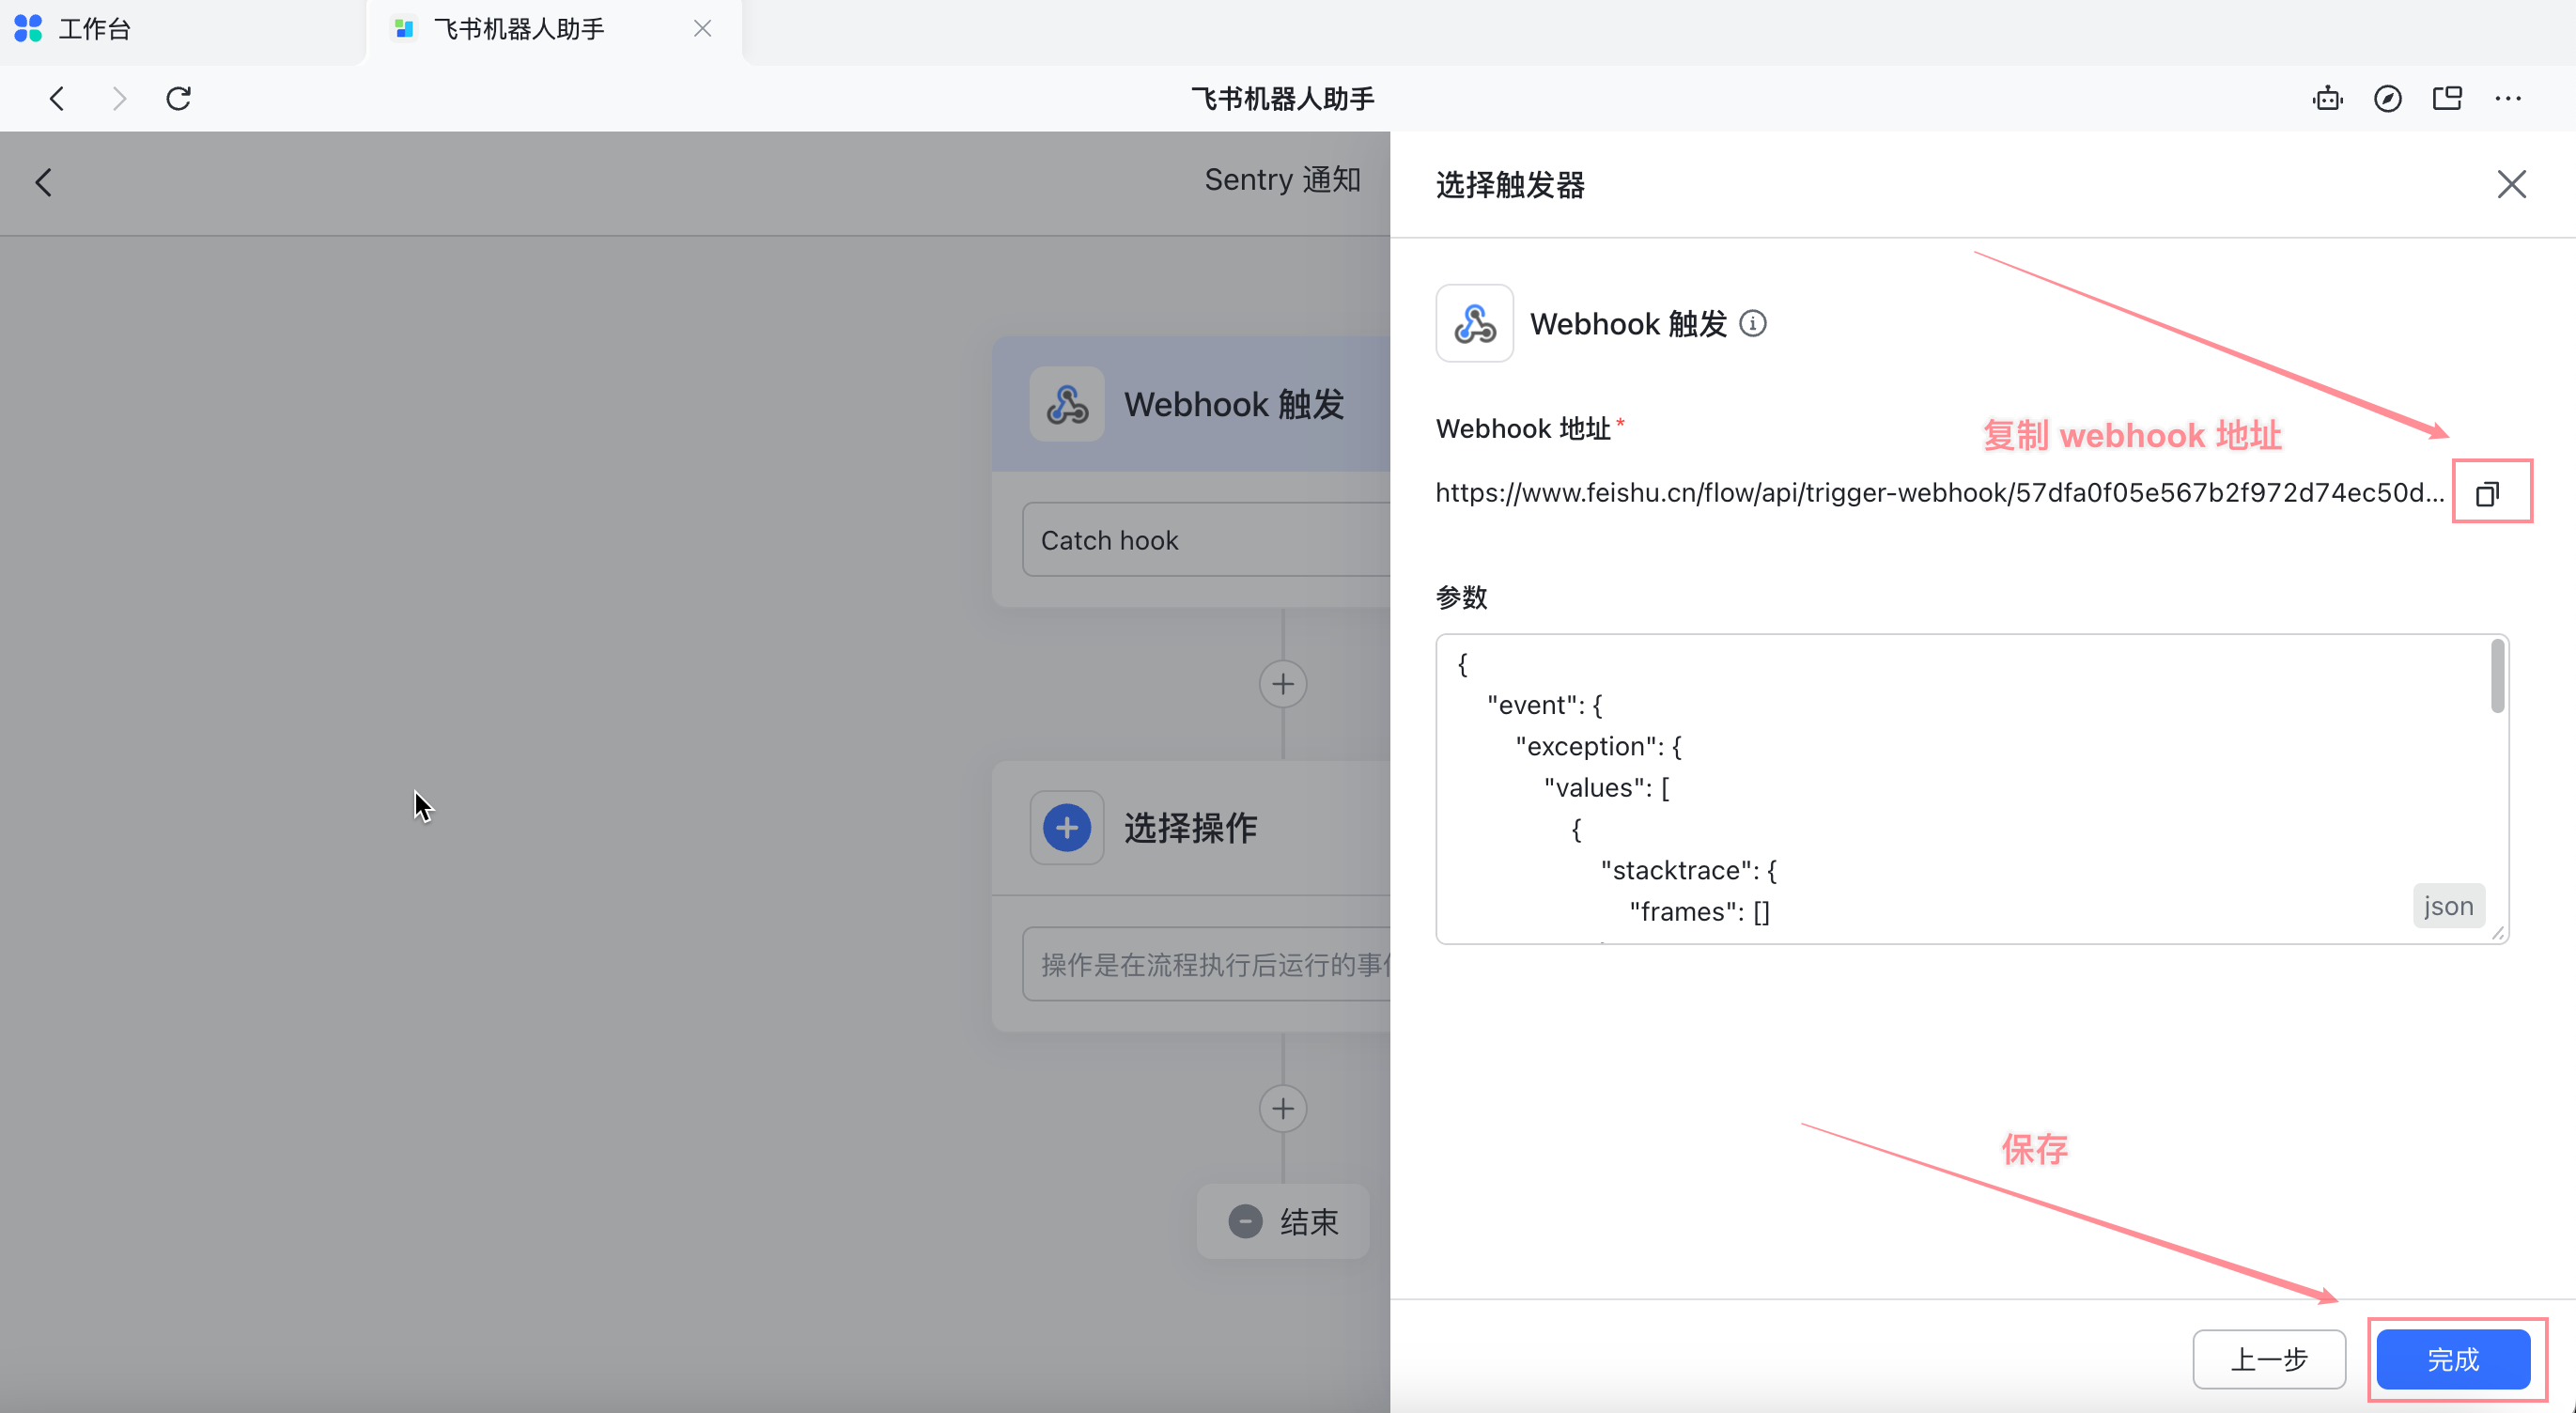 工作台
飞书机器人助手
飞书机器人助手
Sentry 通知
Webhook 触发
Catch hook
选择操作
操作是在流程执行后运行的事
结束
选择触发器
Webhook 触发
Webhook 地址*
复制 webhook 地址
https://www.feishu.cn/flow/api/trigger-webhook/57dfa0f05e567b2f972d74ec50d...
参数
{
"event": {
"exception": {
"values": [
{
"stacktrace": {
"frames": []
json
保存
上一步
完成